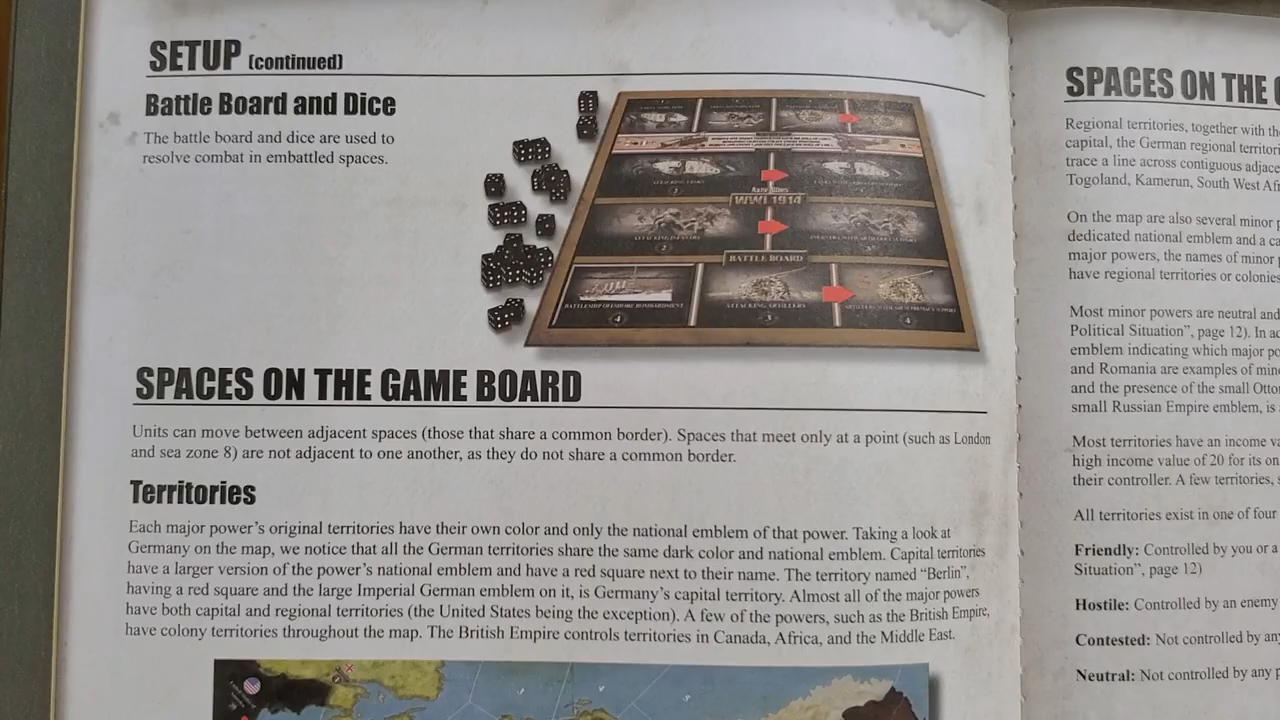 SETUP (continued)
Battle Board and Dice
The battle board and dice are used to
resolve combat in embattled spaces.
WWI 1914
BATTLE BOARD
BATTLESHIP OFFSHORE BOMBARDMENT
4
ATTACKING ARTILLERY
3
4
ATTACKING INFANTRY
2
SPACES ON THE GAME BOARD
Units can move between adjacent spaces (those that share a common border). Spaces that meet only at a point (such as London
and sea zone 8) are not adjacent to one another, as they do not share a common border.
Territories
Each major power's original territories have their own color and only the national emblem of that power. Taking a look at
Germany on the map, we notice that all the German territories share the same dark color and national emblem. Capital territories
have a larger version of the power's national emblem and have a red square next to their name. The territory named “Berlin”,
having a red square and the large Imperial German emblem on it, is Germany's capital territory. Almost all of the major powers
have both capital and regional territories (the United States being the exception). A few of the powers, such as the British Empire,
have colony territories throughout the map. The British Empire controls territories in Canada, Africa, and the Middle East.
SPACES ON THE
Regional territories, together with
capital, the German regional
trace a line across contiguous
Togoland, Kamerun, South West
On the map are also several minor
dedicated national emblem and a
major powers, the names of minor
have regional territories or
Most minor powers are neutral and
Political Situation”, page 12). In
emblem indicating which major
and Romania are examples of
and the presence of the small
small Russian Empire emblem, is
Most territories have an income
high income value of 20 for its
their controller. A few territories,
All territories exist in one of four
Friendly: Controlled by you or a
Situation”, page 12)
Hostile: Controlled by an enemy
Contested: Not controlled by
Neutral: Not controlled by any